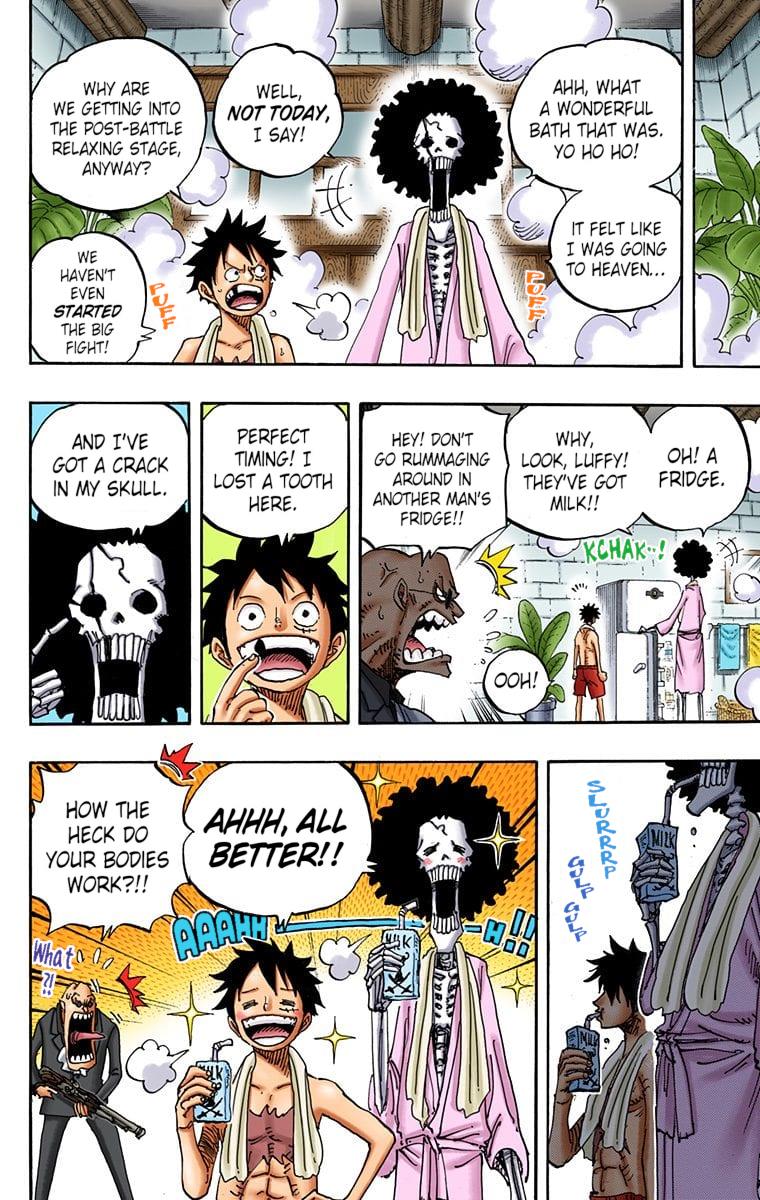 AHH, WHAT
A WONDERFUL
BATH THAT WAS.
YO HO HO!
IT FELT LIKE
I WAS GOING
TO HEAVEN...
PUFF
WELL,
NOT TODAY,
I SAY!
WHY ARE
WE GETTING INTO
THE POST-BATTLE
RELAXING STAGE,
ANYWAY?
WE
HAVEN'T
EVEN
STARTED
THE BIG
FIGHT!
PUFF
OH! A
FRIDGE.
WHY,
LOOK, LUFFY!
THEY'VE GOT
MILK!!
KCHAK--!
OOH!
HEY! DON'T
GO RUMMAGING
AROUND IN
ANOTHER MAN'S
FRIDGE!!
PERFECT
TIMING! I
LOST A TOOTH
HERE.
AND I'VE
GOT A CRACK
IN MY SKULL.
SLURRRP
MILK
GULP GULP
MILK
AHHH, ALL
BETTER!!
AAAHH
H!!
MILK
MILK
HOW THE
HECK DO
YOUR BODIES
WORK?!!
What...
?!